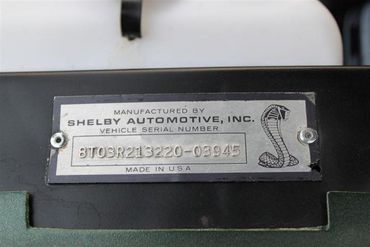 MANUFACTURED BY
SHELBY AUTOMOTIVE, INC.
VEHICLE SERIAL NUMBER
8T03R213220-03945
MADE IN U.S.A